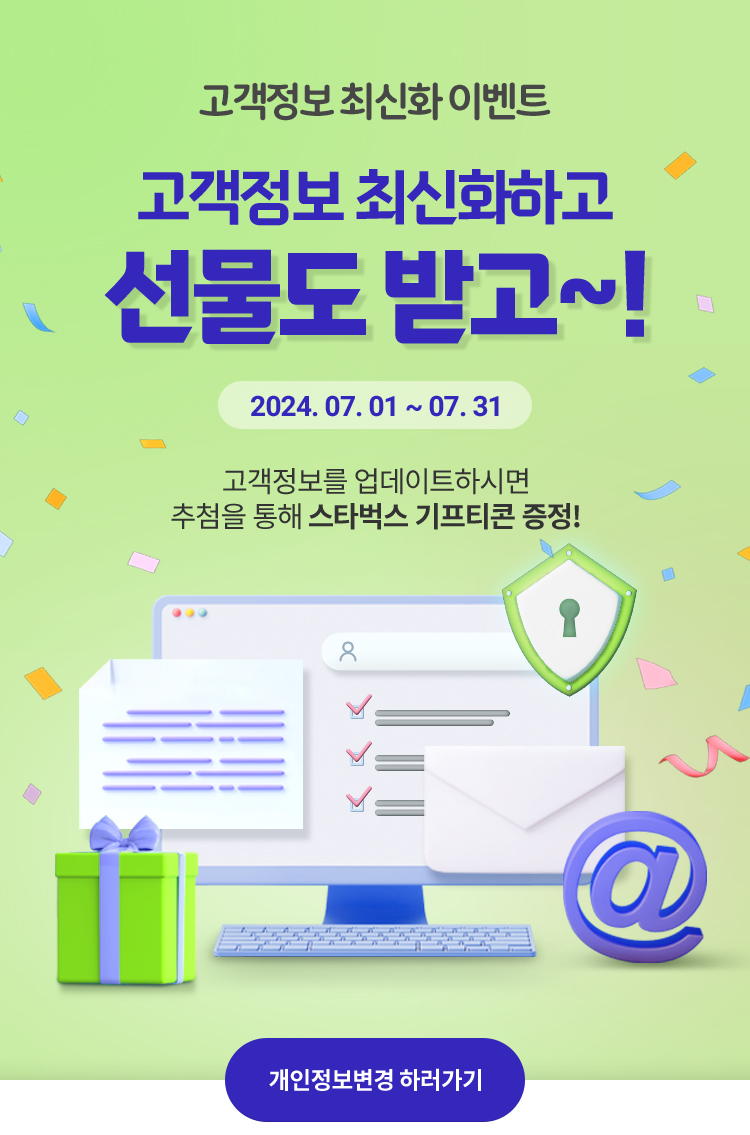 고객정보 최신화 이벤트
고객정보 최신화하고
선물도 받고~!
2024. 07. 01 ~ 07. 31
고객정보를 업데이트하시면
추첨을 통해 스타벅스 기프티콘 증정!
@
개인정보변경 하러가기